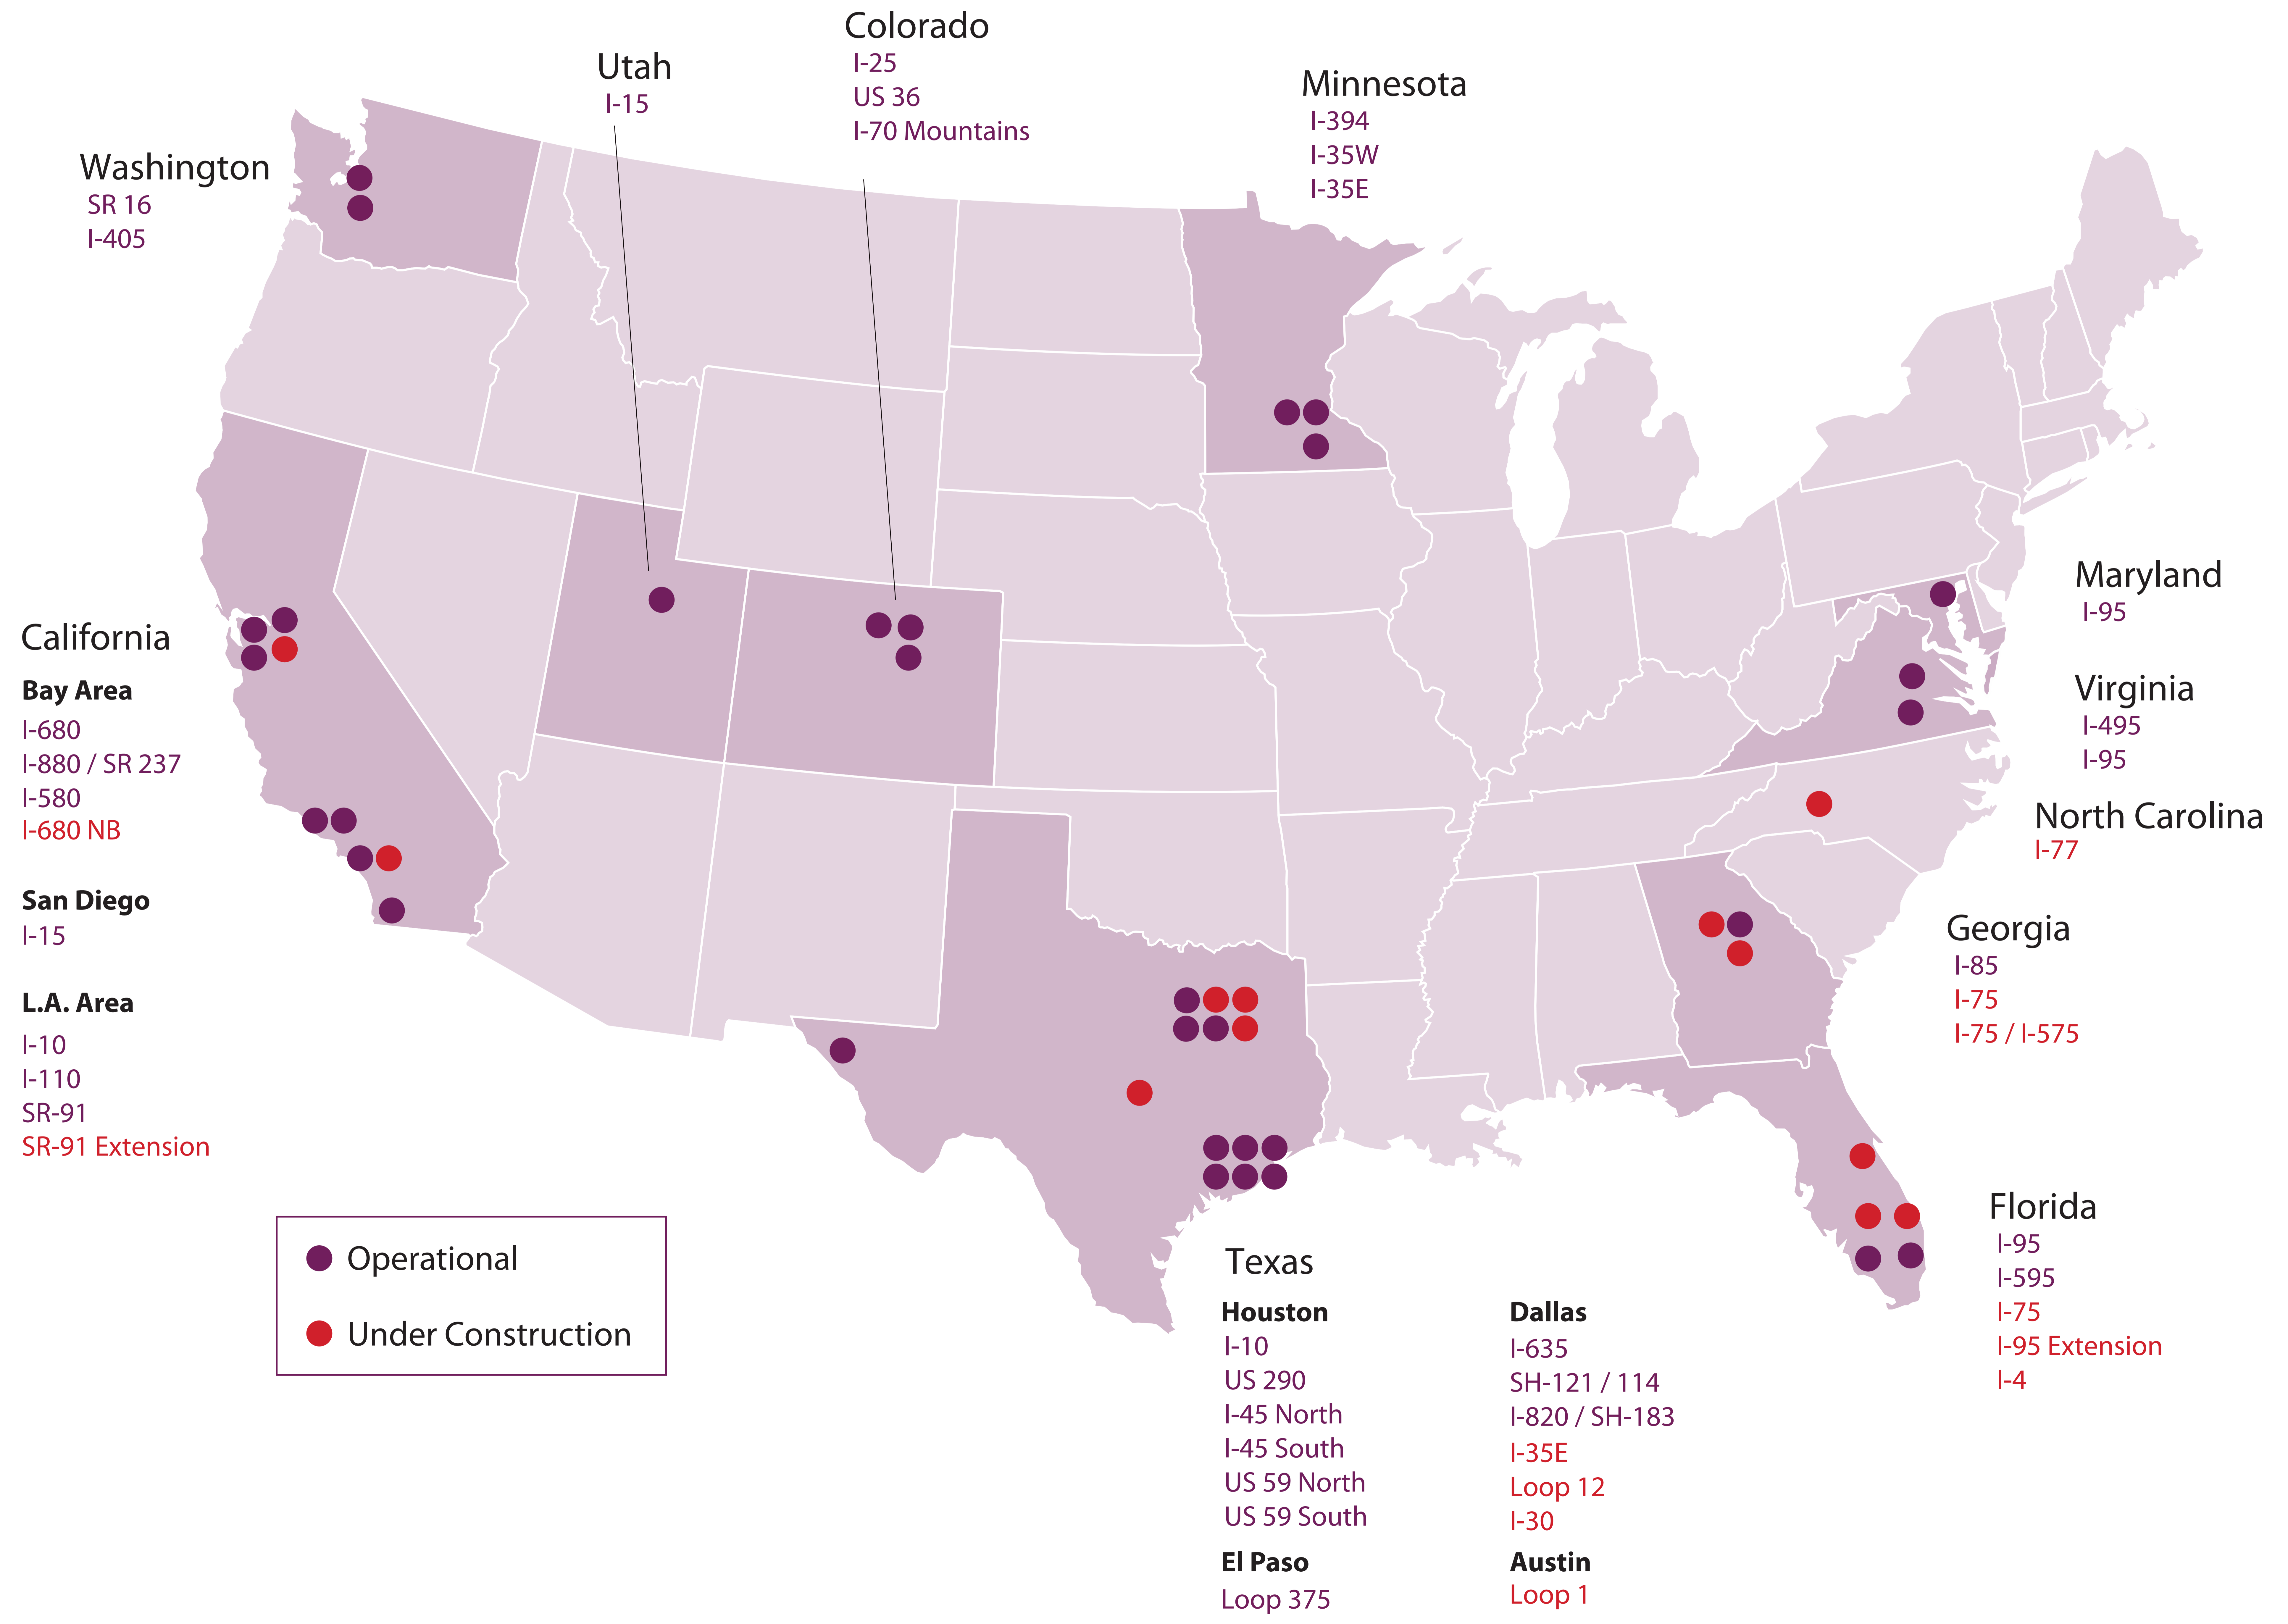 Colorado
I-25
US 36
I-70 Mountains
Utah
I-15
Minnesota
I-394
I-35W
I-35E
Washington
SR 16
I-405
Maryland
I-95
Virginia
I-495
I-95
North Carolina
I-77
Georgia
I-85
I-75
I-75 / I-575
Florida
I-95
I-595
I-75
I-95 Extension
I-4
California
Bay Area
I-680
I-880 / SR 237
I-580
I-680 NB
San Diego
I-15
L.A. Area
I-10
I-110
SR-91
SR-91 Extension
Operational
Under Construction
Texas
Houston
I-10
US 290
I-45 North
I-45 South
US 59 North
US 59 South
El Paso
Loop 375
Dallas
I-635
SH-121 / 114
I-820 / SH-183
I-35E
Loop 12
I-30
Austin
Loop 1